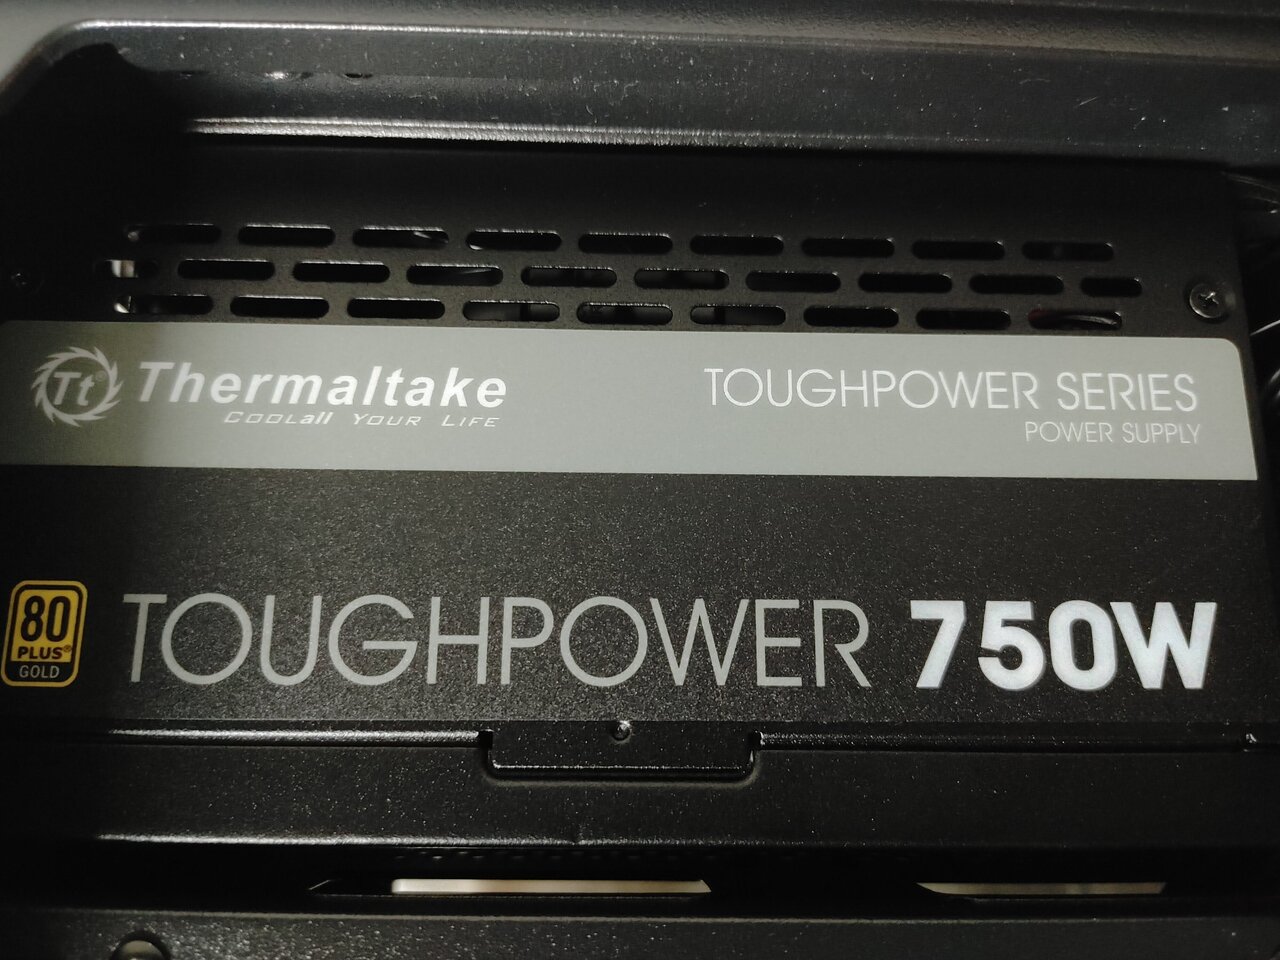 Tt Thermaltake
COOLall YOUR LIFE
TOUGHPOWER SERIES
POWER SUPPLY
80
PLUS®
GOLD
TOUGHPOWER 750W